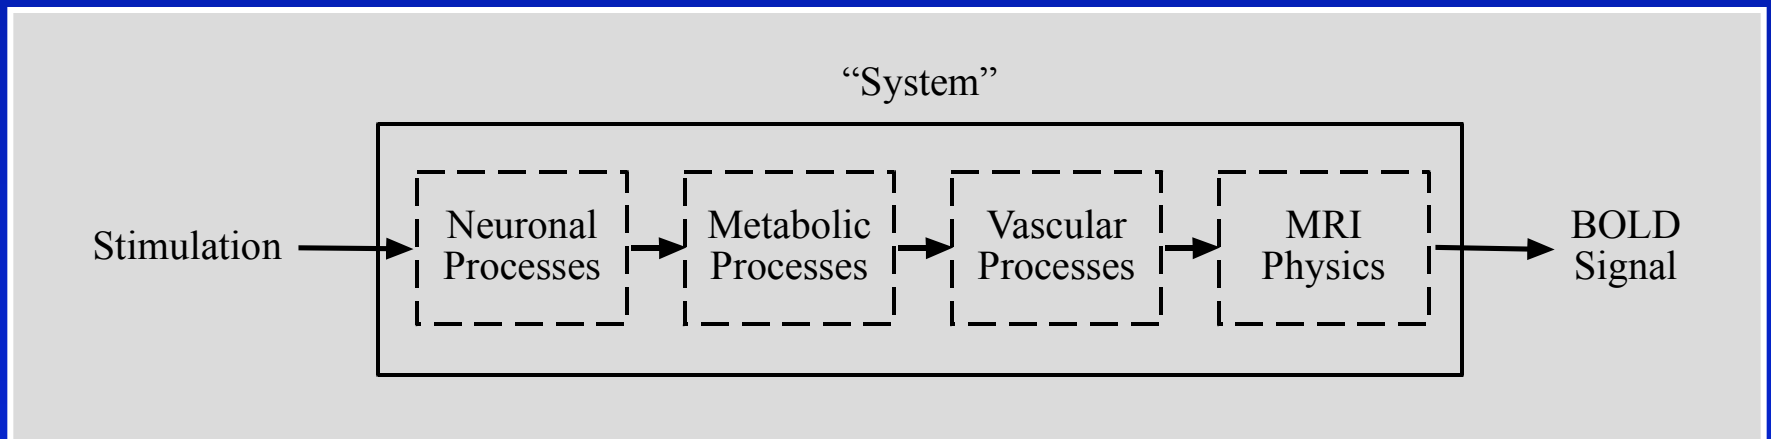 “System”
Stimulation
Neuronal
Processes
Metabolic
Processes
Vascular
Processes
MRI
Physics
BOLD
Signal